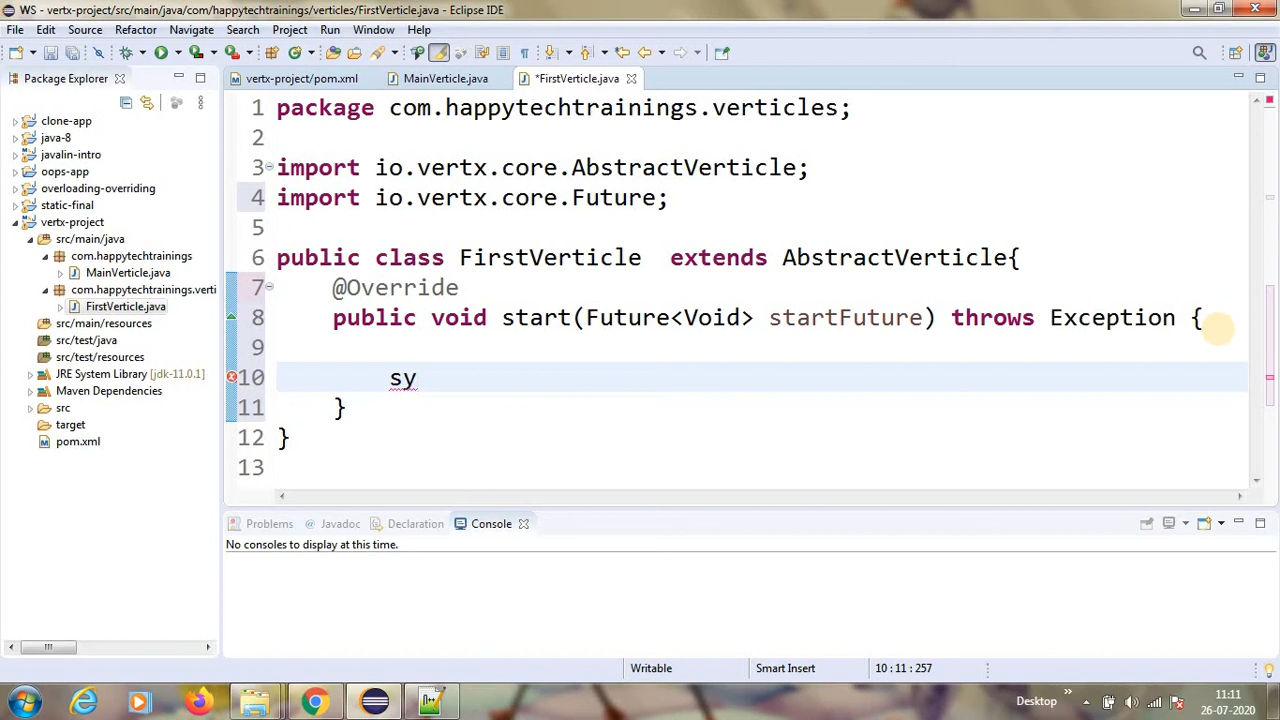 WS - vertx-project/src/main/java/com/happytechtrainings/verticles/FirstVerticle.java - Eclipse IDE
File Edit Source Refactor Navigate Search Project Run Window Help
Package Explorer
vertx-project/pom.xml MainVerticle.java *FirstVerticle.java
clone-app
java-8
javalin-intro
oops-app
overloading-overriding
static-final
vertx-project
src/main/java
com.happytechtrainings
MainVerticle.java
com.happytechtrainings.verti
FirstVerticle.java
src/main/resources
src/test/java
src/test/resources
JRE System Library [jdk-11.0.1]
Maven Dependencies
src
target
pom.xml
1 package com.happytechtrainings.verticles;
2
3 import io.vertx.core.AbstractVerticle;
4 import io.vertx.core.Future;
5
6 public class FirstVerticle  extends AbstractVerticle{
7 @Override
8 public void start(Future<Void> startFuture) throws Exception {
9
10 sy
11 }
12 }
13
Problems @ Javadoc Declaration Console
No consoles to display at this time.
Writable Smart Insert 10 : 11 : 257
Desktop »
11:11
26-07-2020